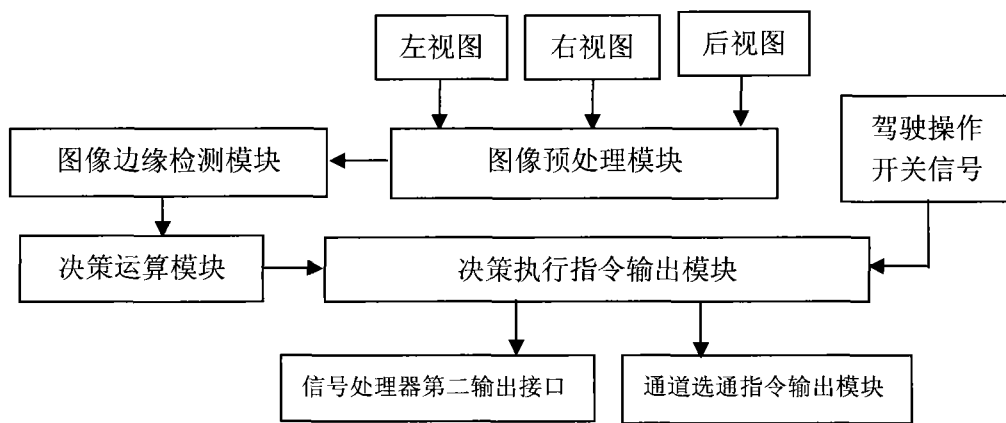 左视图
右视图
后视图
驾驶操作
开关信号
图像边缘检测模块
图像预处理模块
决策运算模块
决策执行指令输出模块
信号处理器第二输出接口
通道选通指令输出模块